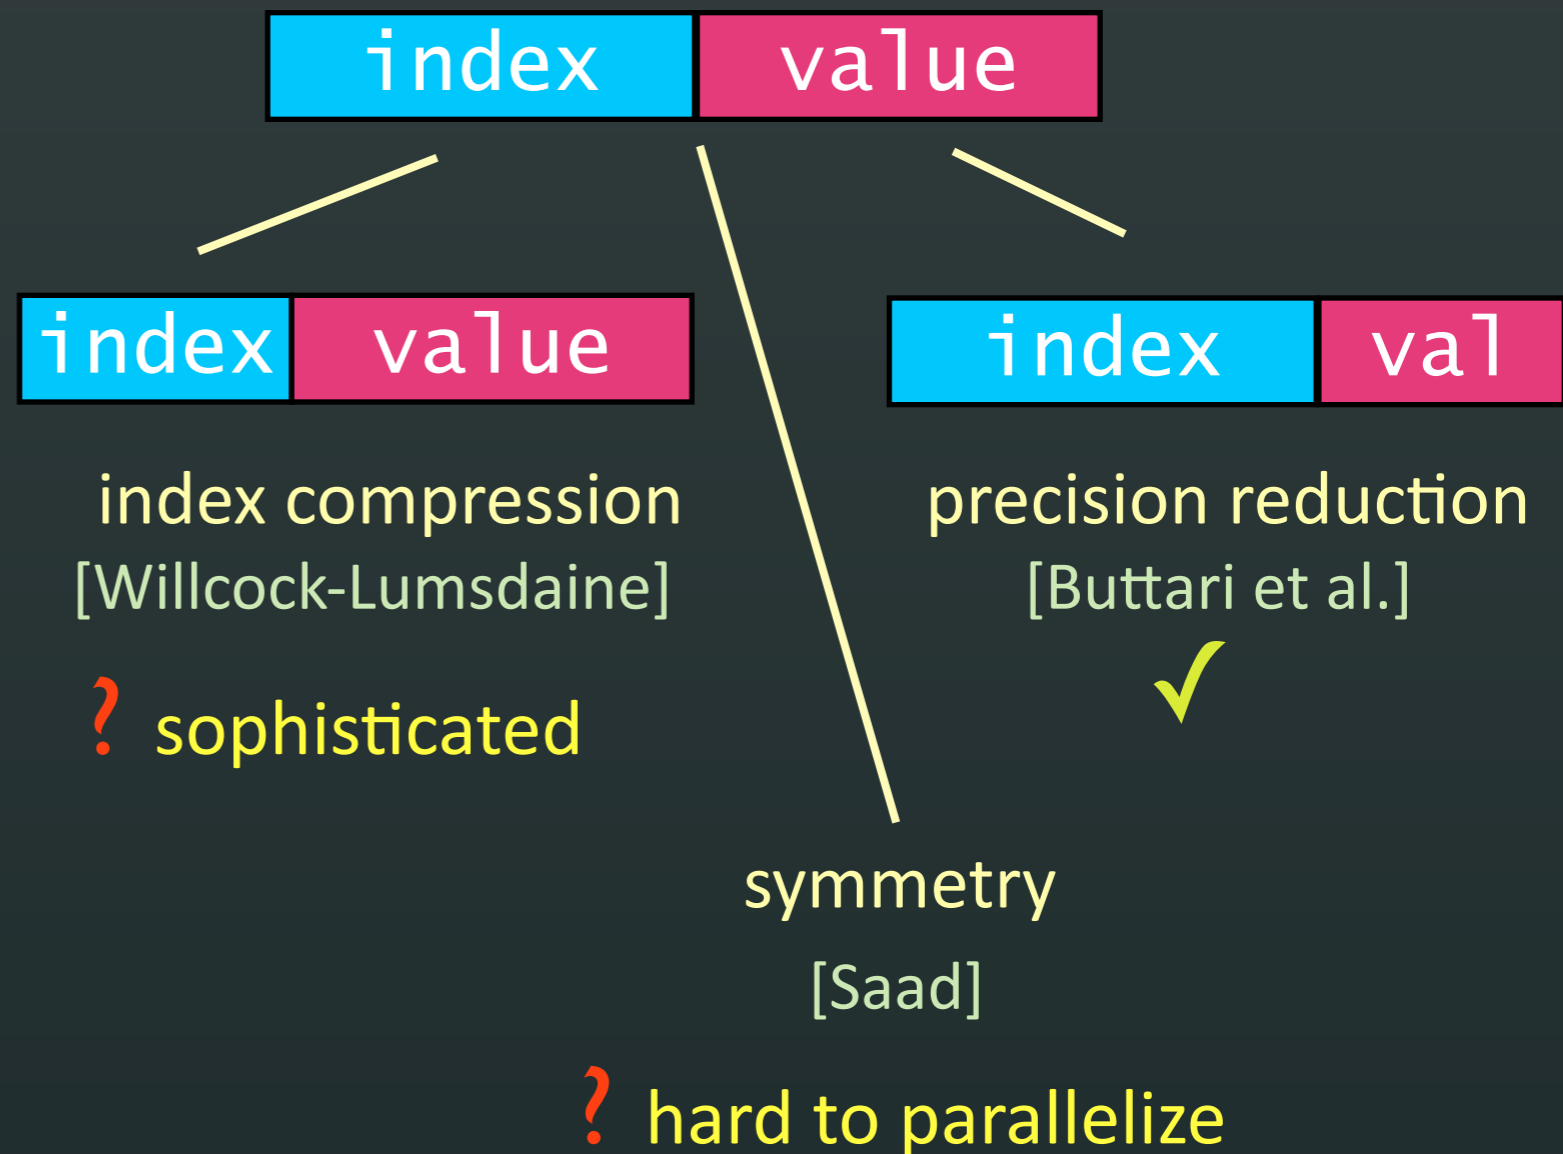 index value
index value
index val
index compression
[Willcock-Lumsdaine]
? sophisticated
precision reduction
[Buttari et al.]
✓
symmetry
[Saad]
? hard to parallelize